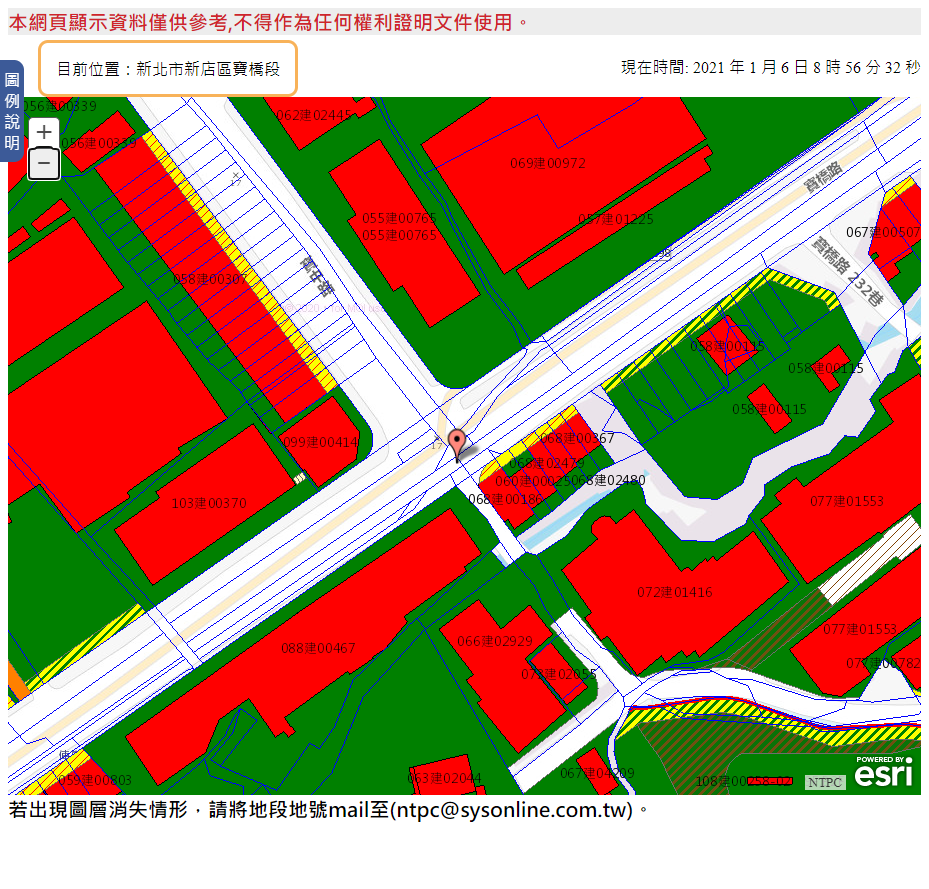 本網頁顯示資料僅供參考,不得作為任何權利證明文件使用。
目前位置：新北市新店區寶橋段
現在時間: 2021 年 1 月 6 日 8 時 56 分 32 秒
圖例說明
+
−
056建00339
056建00339
062建02445
069建00972
寶橋路
17
055建00765
055建00765
057建01225
067建00507
寶橋路 232巷
98
058建00307
058建00115
058建00115
058建00115
099建00414
068建00367
068建02479
068建02480
068建00186
103建00370
077建01553
072建01416
077建01553
088建00467
066建02929
073建02055
077建00782
059建00803
063建02044
067建04209
108建00258-02
NTPC
POWERED BY
esri
若出現圖層消失情形，請將地段地號mail至(ntpc@sysonline.com.tw)。